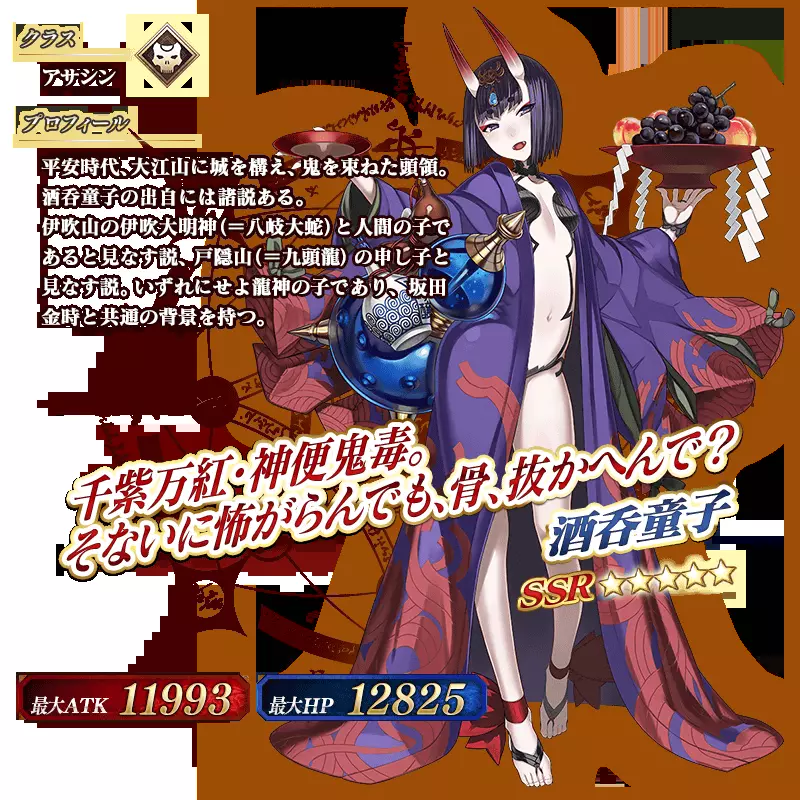 クラス
アサシン
プロフィール
平安時代、大江山に城を構え、鬼を束ねた頭領。
酒呑童子の出自には諸説ある。
伊吹山の伊吹大明神（＝八岐大蛇）と人間の子で
あると見なす説、戸隠山（＝九頭龍）の申し子と
見なす説。いずれにせよ龍神の子であり、坂田
金時と共通の背景を持つ。
千紫万紅・神便鬼毒。
そないに怖がらんでも、骨、抜かへんで？
酒呑童子
SSR ☆☆☆☆☆
最大ATK 11993
最大HP 12825